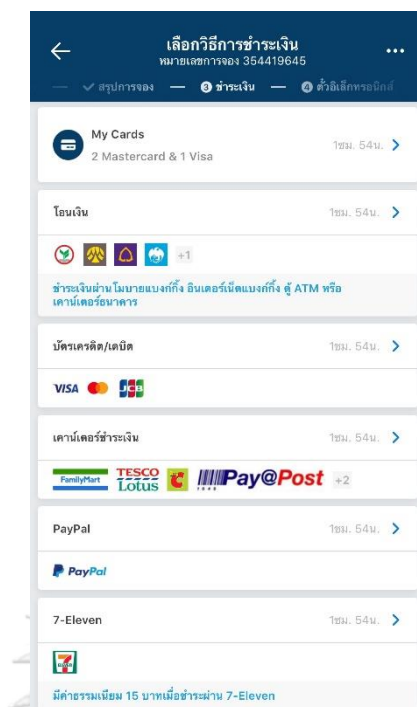 เลือกวิธีการชำระเงิน
หมายเลขการจอง 354419645
สรุปการจอง — 3 ชำระเงิน — 4 ตั๋วอิเล็กทรอนิกส์
My Cards
2 Mastercard & 1 Visa
1ชม. 54น.
โอนเงิน
1ชม. 54น.
+1
ชำระเงินผ่านโมบายแบงก์กิ้ง อินเตอร์เน็ตแบงก์กิ้ง ตู้ ATM หรือ
เคาน์เตอร์ธนาคาร
บัตรเครดิต/เดบิต
1ชม. 54น.
VISA JCB
เคาน์เตอร์ชำระเงิน
1ชม. 54น.
FamilyMart TESCO Lotus Pay@Post +2
PayPal
1ชม. 54น.
PayPal
7-Eleven
1ชม. 54น.
7 ELEVEN
มีค่าธรรมเนียม 15 บาทเมื่อชำระผ่าน 7-Eleven